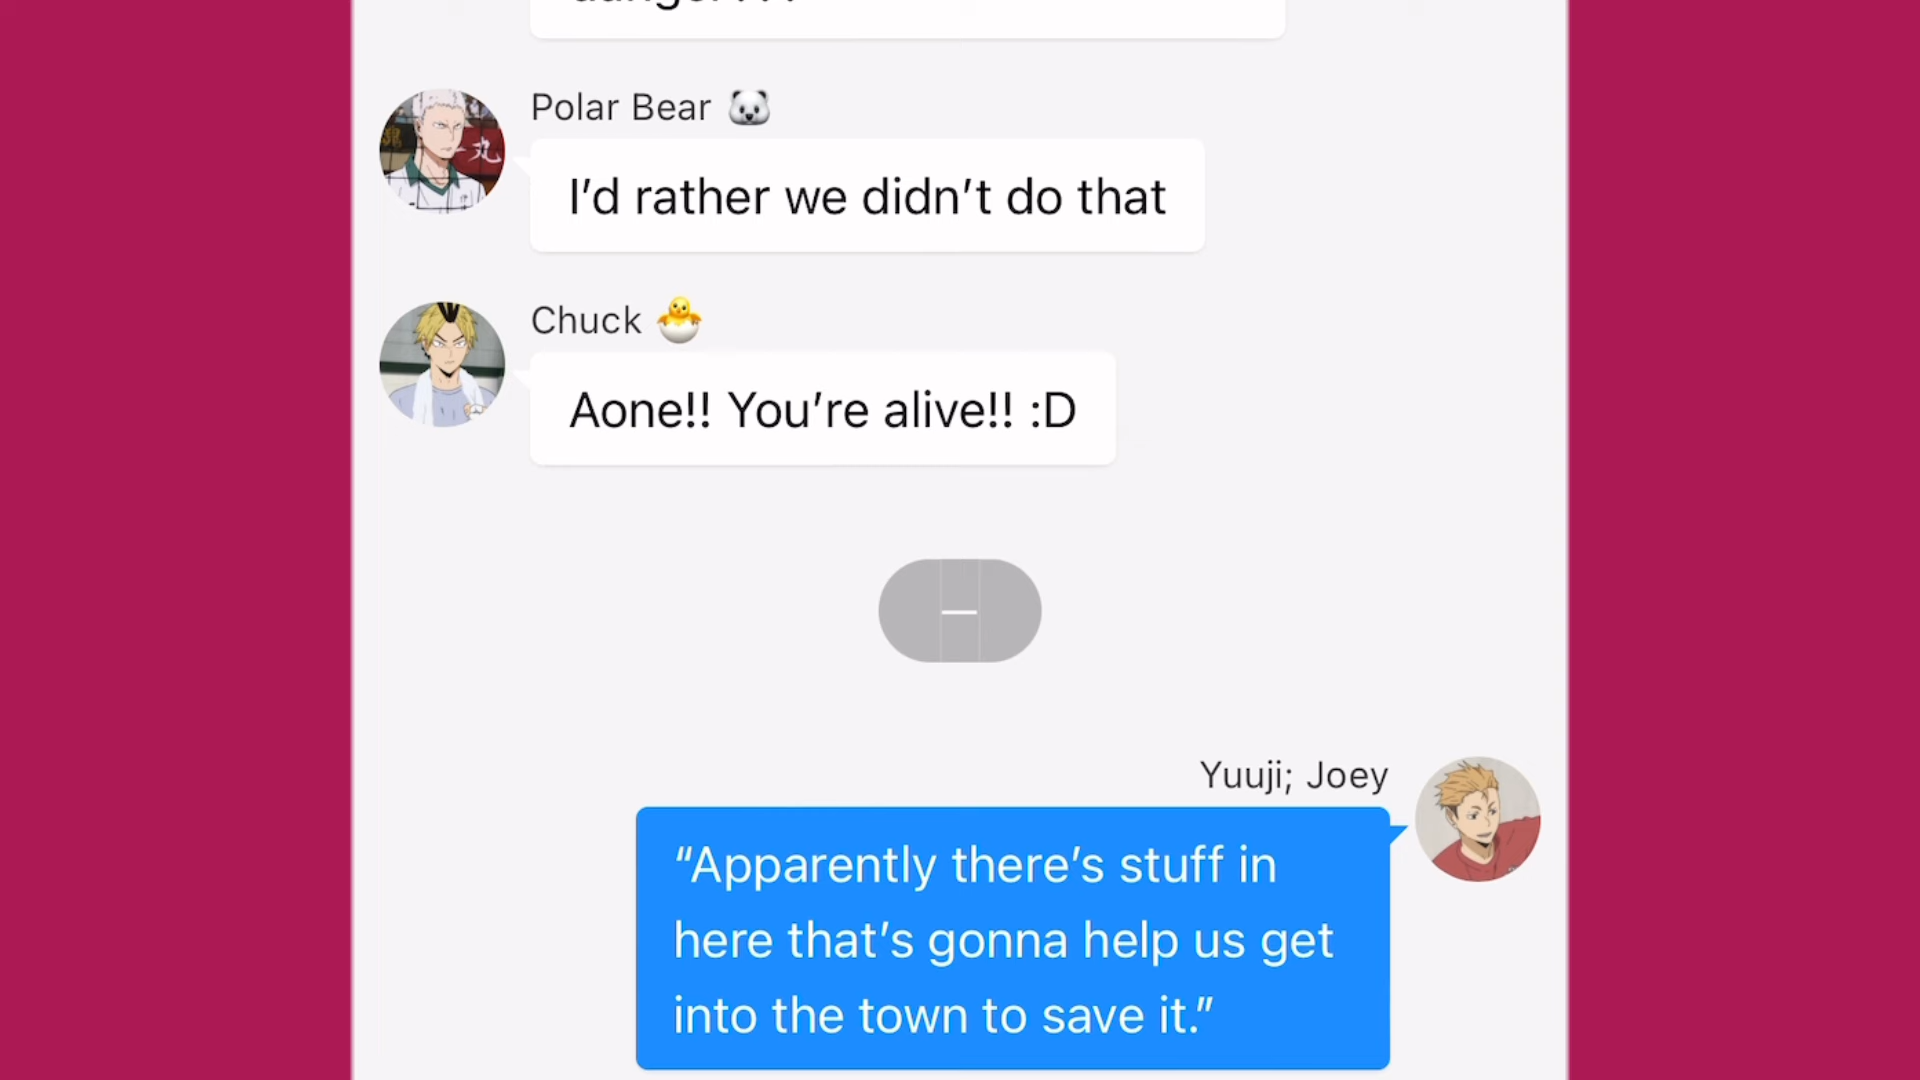 Polar Bear 🐻‍❄️
I’d rather we didn’t do that
Chuck 🐣
Aone!! You’re alive!! :D
—
Yuuji; Joey
“Apparently there’s stuff in
here that’s gonna help us get
into the town to save it.”